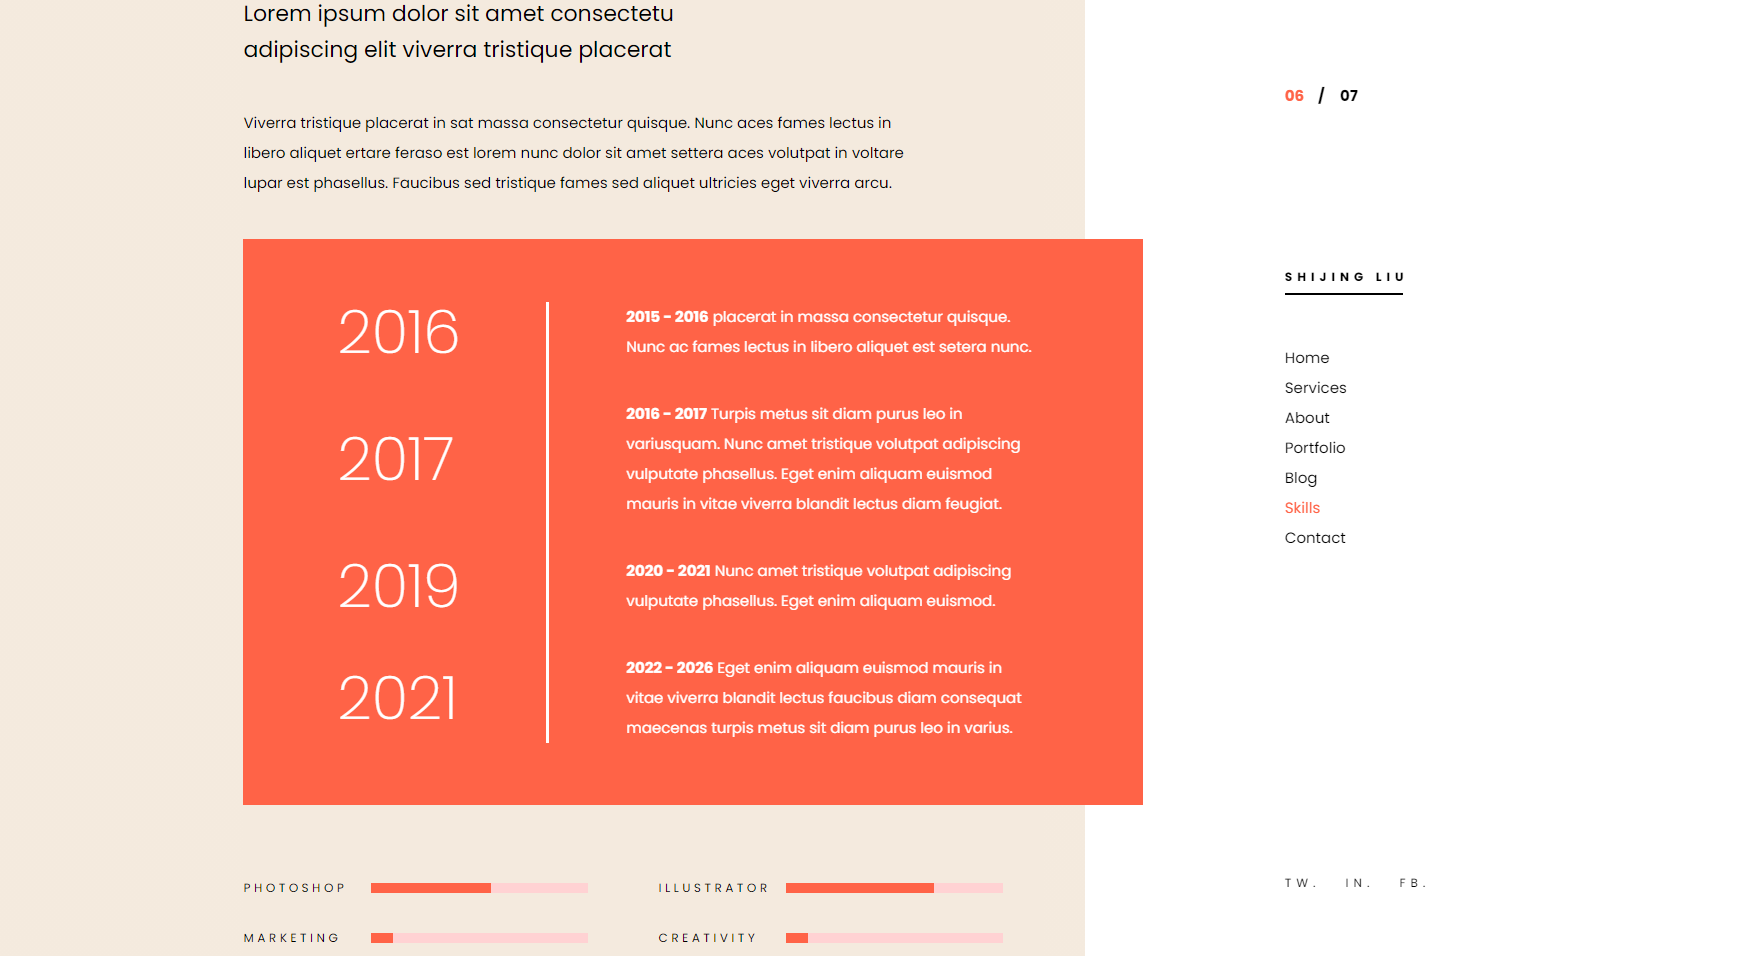 Lorem ipsum dolor sit amet consectetu
adipiscing elit viverra tristique placerat
Viverra tristique placerat in sat massa consectetur quisque. Nunc aces fames lectus in
libero aliquet ertare feraso est lorem nunc dolor sit amet settera aces volutpat in voltare
lupar est phasellus. Faucibus sed tristique fames sed aliquet ultricies eget viverra arcu.
2016
2017
2019
2021
2015 - 2016 placerat in massa consectetur quisque.
Nunc ac fames lectus in libero aliquet est setera nunc.
2016 - 2017 Turpis metus sit diam purus leo in
variusquam. Nunc amet tristique volutpat adipiscing
vulputate phasellus. Eget enim aliquam euismod
mauris in vitae viverra blandit lectus diam feugiat.
2020 - 2021 Nunc amet tristique volutpat adipiscing
vulputate phasellus. Eget enim aliquam euismod.
2022 - 2026 Eget enim aliquam euismod mauris in
vitae viverra blandit lectus faucibus diam consequat
maecenas turpis metus sit diam purus leo in varius.
PHOTOSHOP
ILLUSTRATOR
MARKETING
CREATIVITY
06 / 07
SHIJING LIU
Home
Services
About
Portfolio
Blog
Skills
Contact
TW. IN. FB.